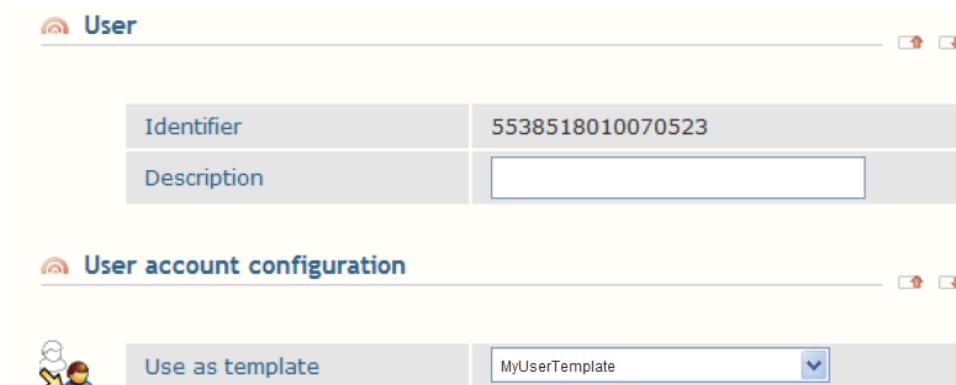 User
Identifier 5538518010070523
Description
User account configuration
Use as template MyUserTemplate